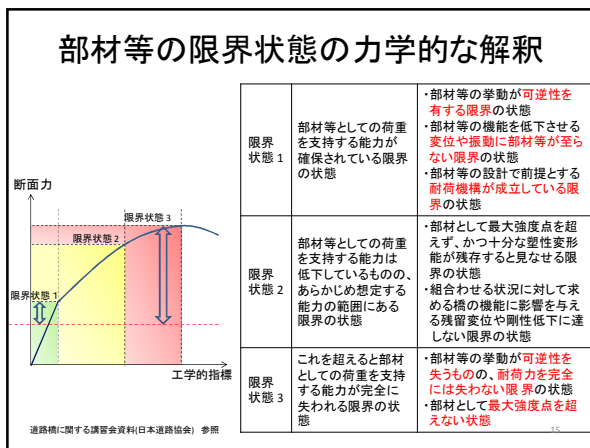 部材等の限界状態の力学的な解釈
断面力
限界状態 3
限界状態 2
限界状態 1
工学的指標
限界
状態 1
部材等としての荷重
を支持する能力が
確保されている限界
の状態
・部材等の挙動が可逆性を
有する限界の状態
・部材等の機能を低下させる
変位や振動に部材等が至ら
ない限界の状態
・部材等の設計で前提とする
耐荷機構が成立している限
界の状態
限界
状態 2
部材等としての荷重
を支持する能力は
低下しているものの、
あらかじめ想定する
能力の範囲にある
限界の状態
・部材として最大強度点を超
えず、かつ十分な塑性変形
能が残存すると見なせる限
界の状態
・組合わせる状況に対して求
める橋の機能に影響を与え
る残留変位や剛性低下に達
しない限界の状態
限界
状態 3
これを超えると部材
としての荷重を支持
する能力が完全に
失われる限界の状
態
・部材等の挙動が可逆性を
失うものの、耐荷力を完全
には失わない限 界の状態
・部材として最大強度点を超
えない状態
道路橋に関する講習会資料(日本道路協会) 参照
15